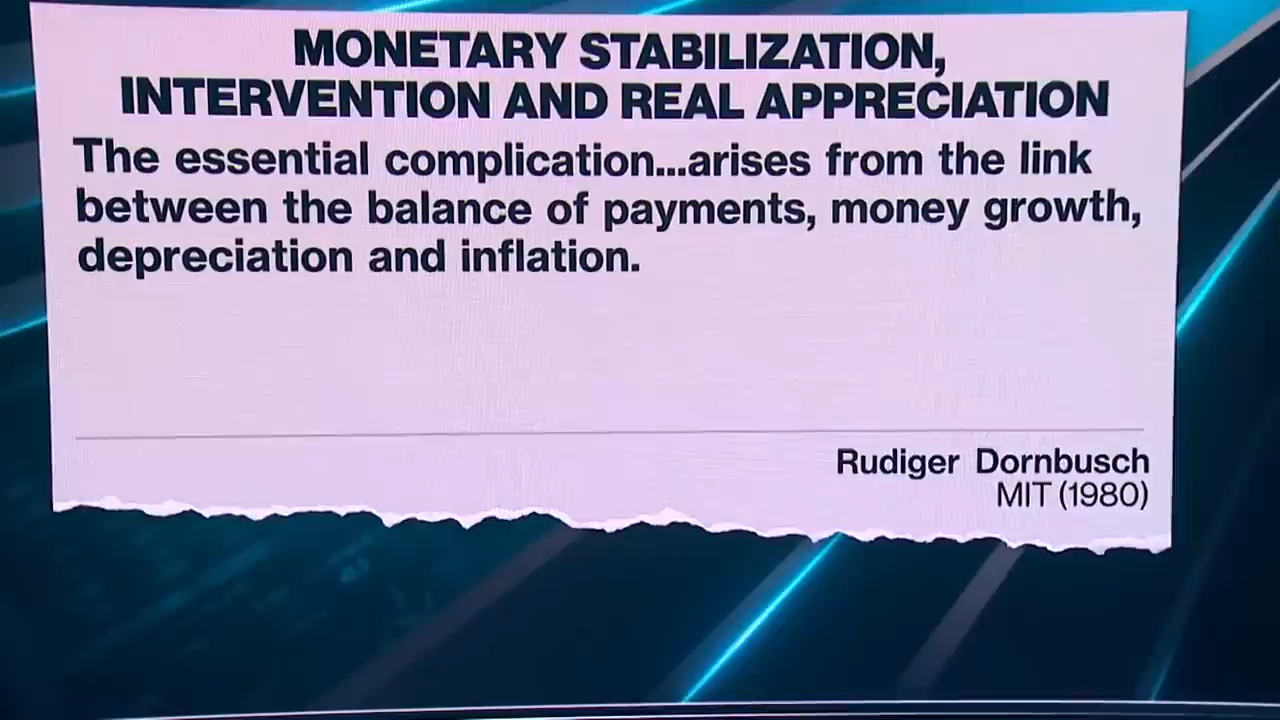 MONETARY STABILIZATION,
INTERVENTION AND REAL APPRECIATION
The essential complication...arises from the link
between the balance of payments, money growth,
depreciation and inflation.
Rudiger Dornbusch
MIT (1980)